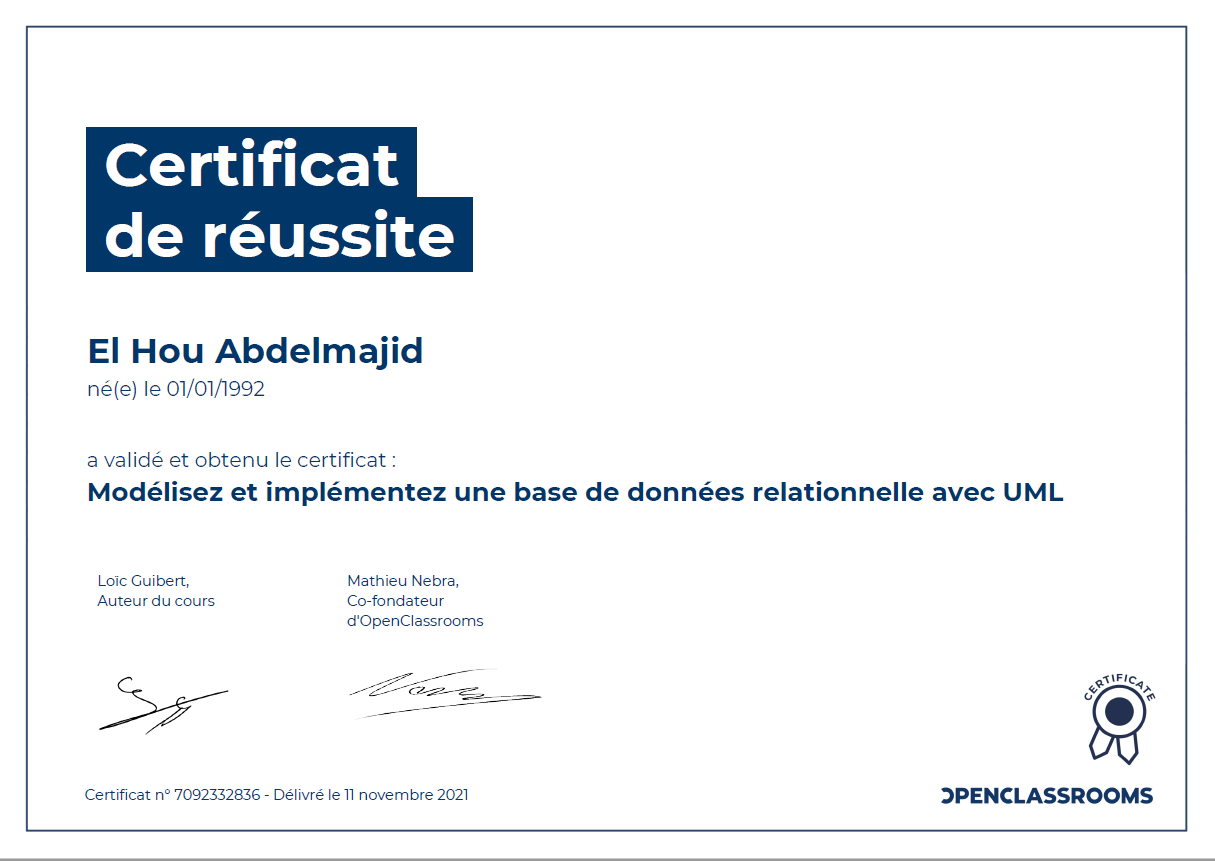 Certificat
de réussite
El Hou Abdelmajid
né(e) le 01/01/1992
a validé et obtenu le certificat :
Modélisez et implémentez une base de données relationnelle avec UML
Loïc Guibert,
Auteur du cours
Mathieu Nebra,
Co-fondateur
d'OpenClassrooms
CERTIFICATE
Certificat n° 7092332836 - Délivré le 11 novembre 2021
OPENCLASSROOMS